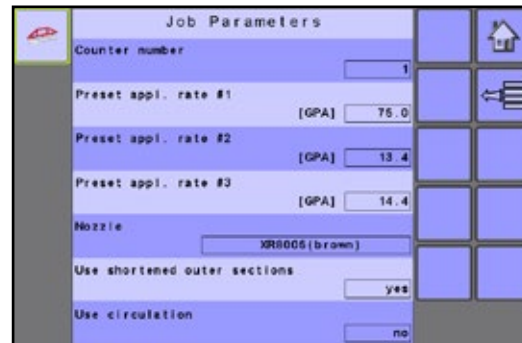 Job Parameters
Counter number
1
Preset appl. rate #1
[GPA] 75.0
Preset appl. rate #2
[GPA] 13.4
Preset appl. rate #3
[GPA] 14.4
Nozzle
XR8005(brown)
Use shortened outer sections
yes
Use circulation
no